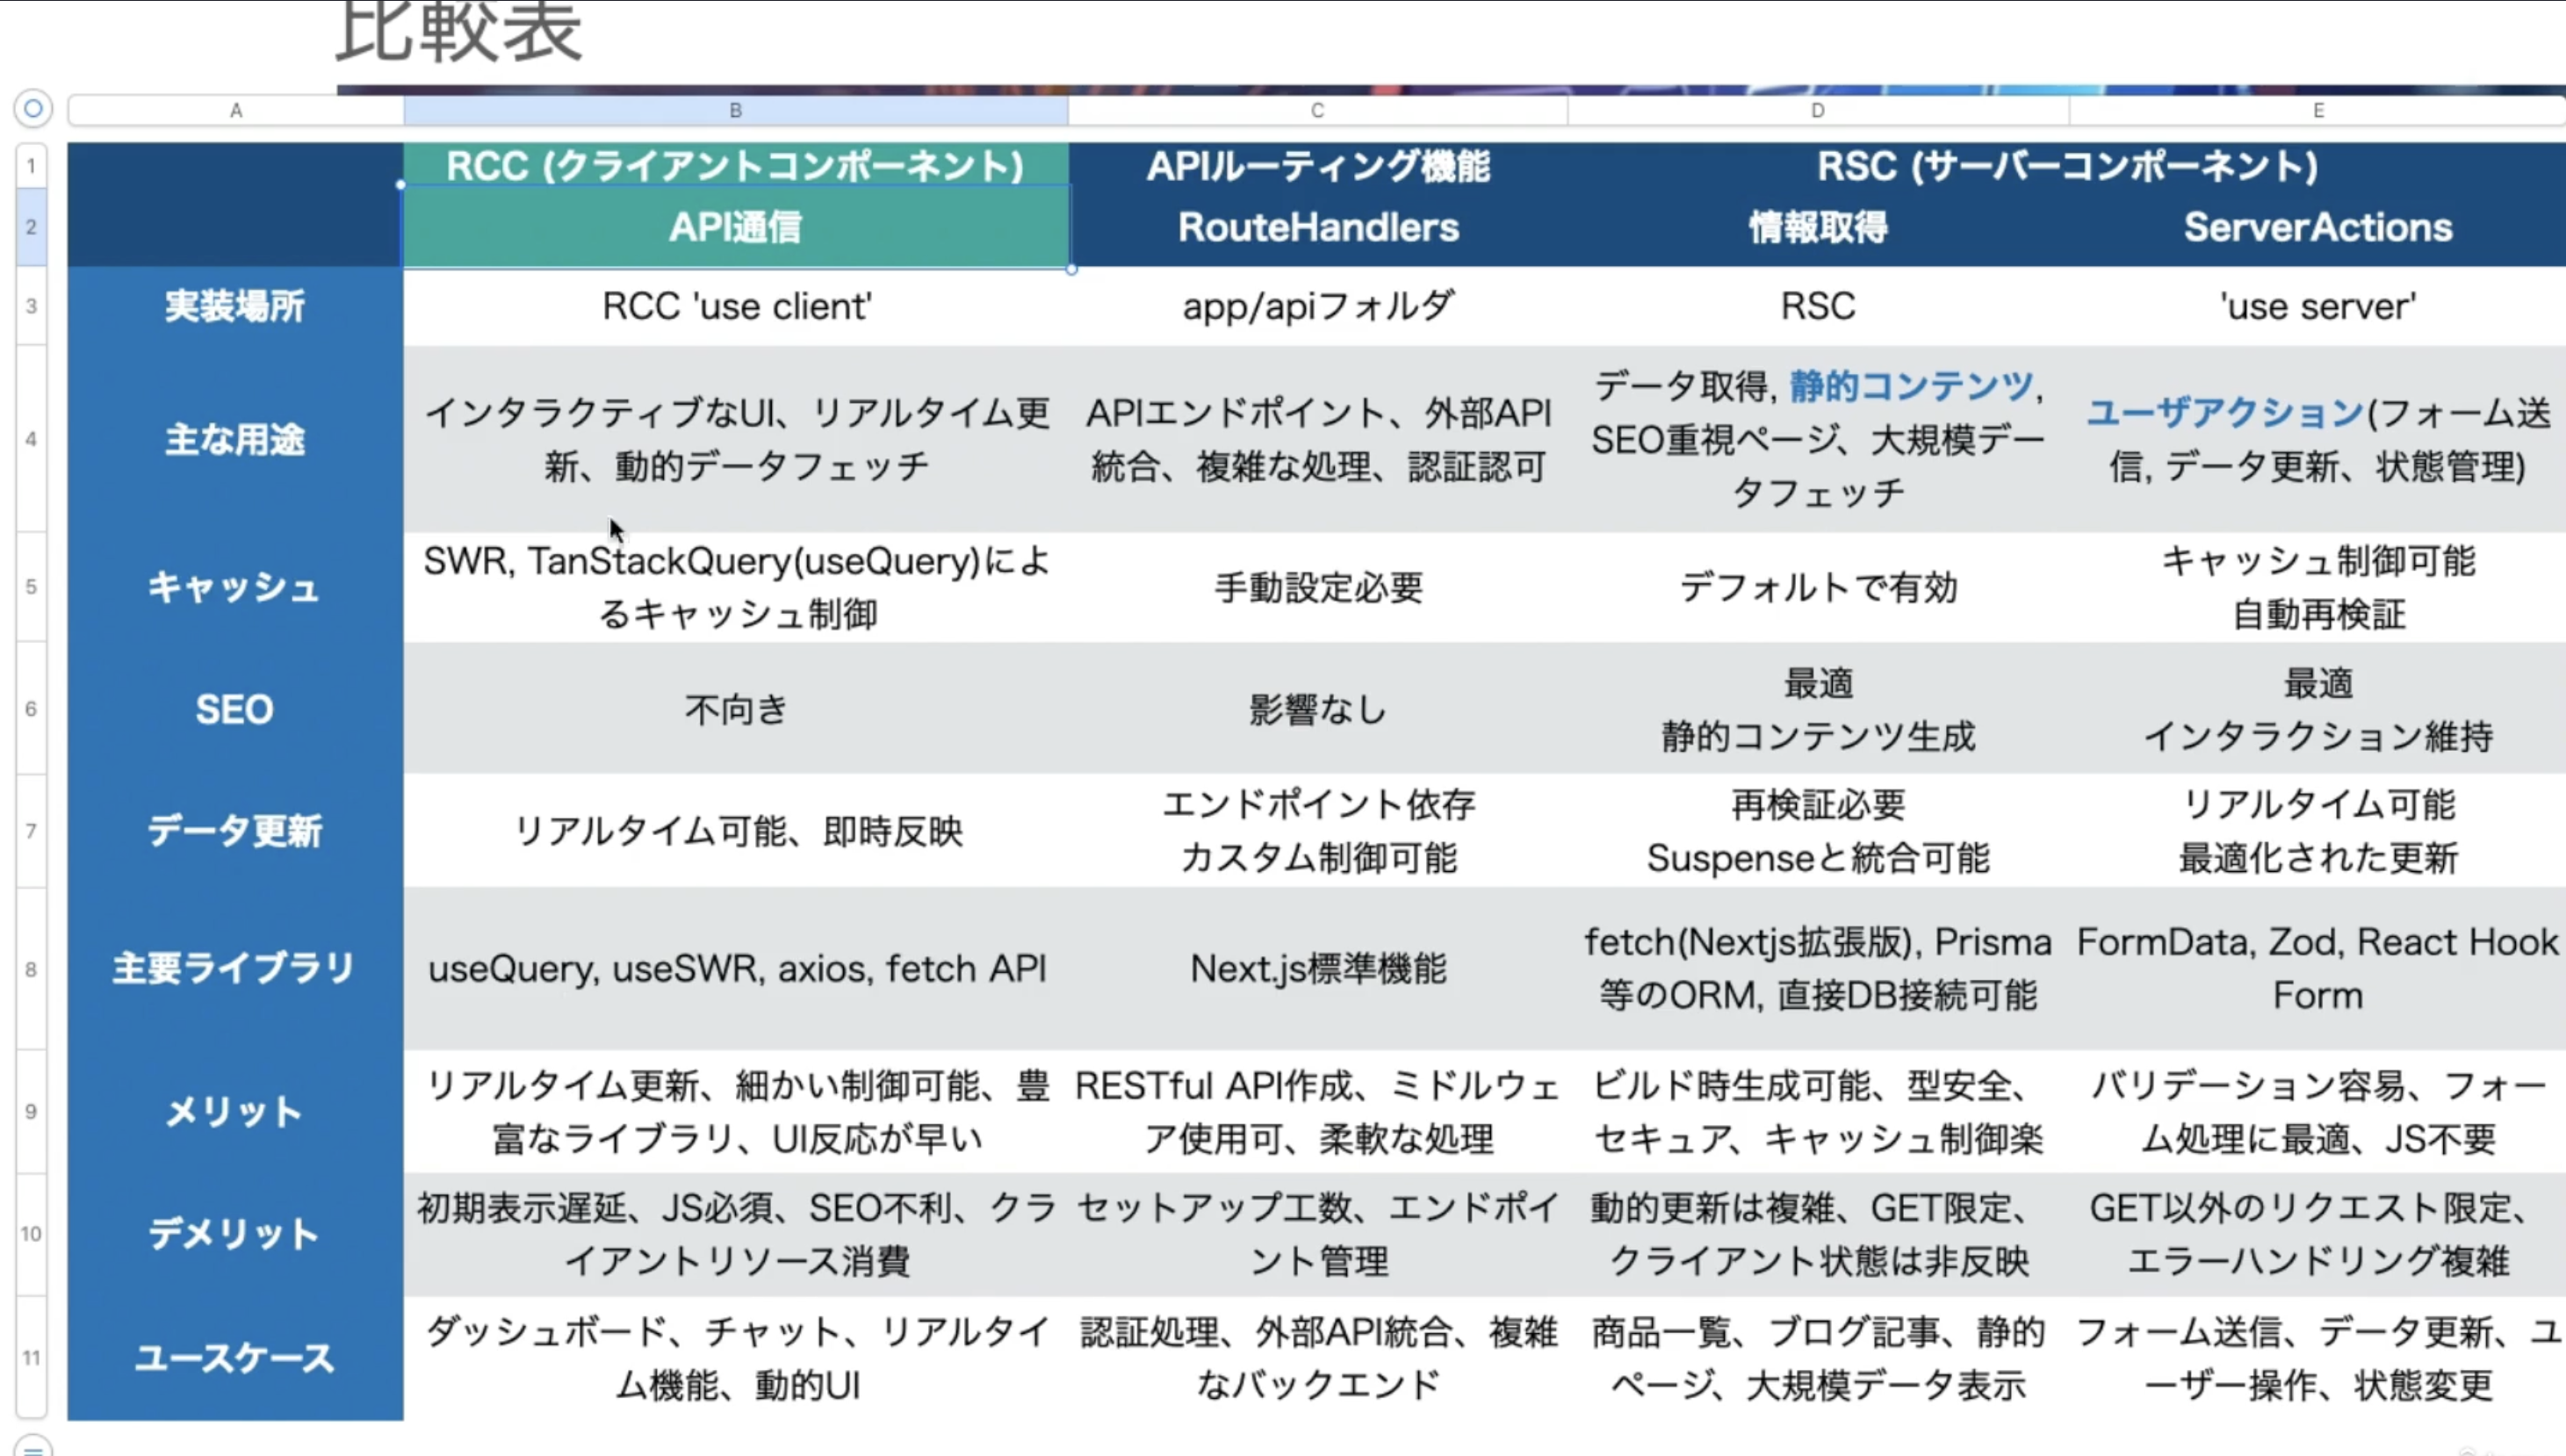 比較表
A B C D E
1 RCC (クライアントコンポーネント) APIルーティング機能 RSC (サーバーコンポーネント)
2 API通信 RouteHandlers 情報取得 ServerActions
3 実装場所 RCC 'use client' app/apiフォルダ RSC 'use server'
4 主な用途
インタラクティブなUI、リアルタイム更
新、動的データフェッチ
APIエンドポイント、外部API
統合、複雑な処理、認証認可
データ取得, 静的コンテンツ,
SEO重視ページ、大規模デー
タフェッチ
ユーザアクション(フォーム送
信, データ更新、状態管理)
5 キャッシュ
SWR, TanStackQuery(useQuery)によ
るキャッシュ制御
手動設定必要
デフォルトで有効
キャッシュ制御可能
自動再検証
6 SEO
不向き
影響なし
最適
静的コンテンツ生成
最適
インタラクション維持
7 データ更新
リアルタイム可能、即時反映
エンドポイント依存
カスタム制御可能
再検証必要
Suspenseと統合可能
リアルタイム可能
最適化された更新
8 主要ライブラリ
useQuery, useSWR, axios, fetch API
Next.js標準機能
fetch(Nextjs拡張版), Prisma
等のORM, 直接DB接続可能
FormData, Zod, React Hook
Form
9 メリット
リアルタイム更新、細かい制御可能、豊
富なライブラリ、UI反応が早い
RESTful API作成、ミドルウェ
ア使用可、柔軟な処理
ビルド時生成可能、型安全、
セキュア、キャッシュ制御楽
バリデーション容易、フォー
ム処理に最適、JS不要
10 デメリット
初期表示遅延、JS必須、SEO不利、クラ
イアントリソース消費
セットアップ工数、エンドポイ
ント管理
動的更新は複雑、GET限定、
クライアント状態は非反映
GET以外のリクエスト限定、
エラーハンドリング複雑
11 ユースケース
ダッシュボード、チャット、リアルタイ
ム機能、動的UI
認証処理、外部API統合、複雑
なバックエンド
商品一覧、ブログ記事、静的
ページ、大規模データ表示
フォーム送信、データ更新、ユ
ーザー操作、状態変更